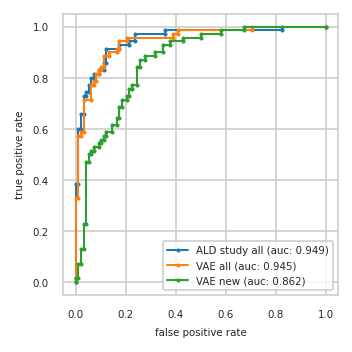 1.0
0.8
0.6
0.4
0.2
0.0
true positive rate
ALD study all (auc: 0.949)
VAE all (auc: 0.945)
VAE new (auc: 0.862)
0.0 0.2 0.4 0.6 0.8 1.0
false positive rate